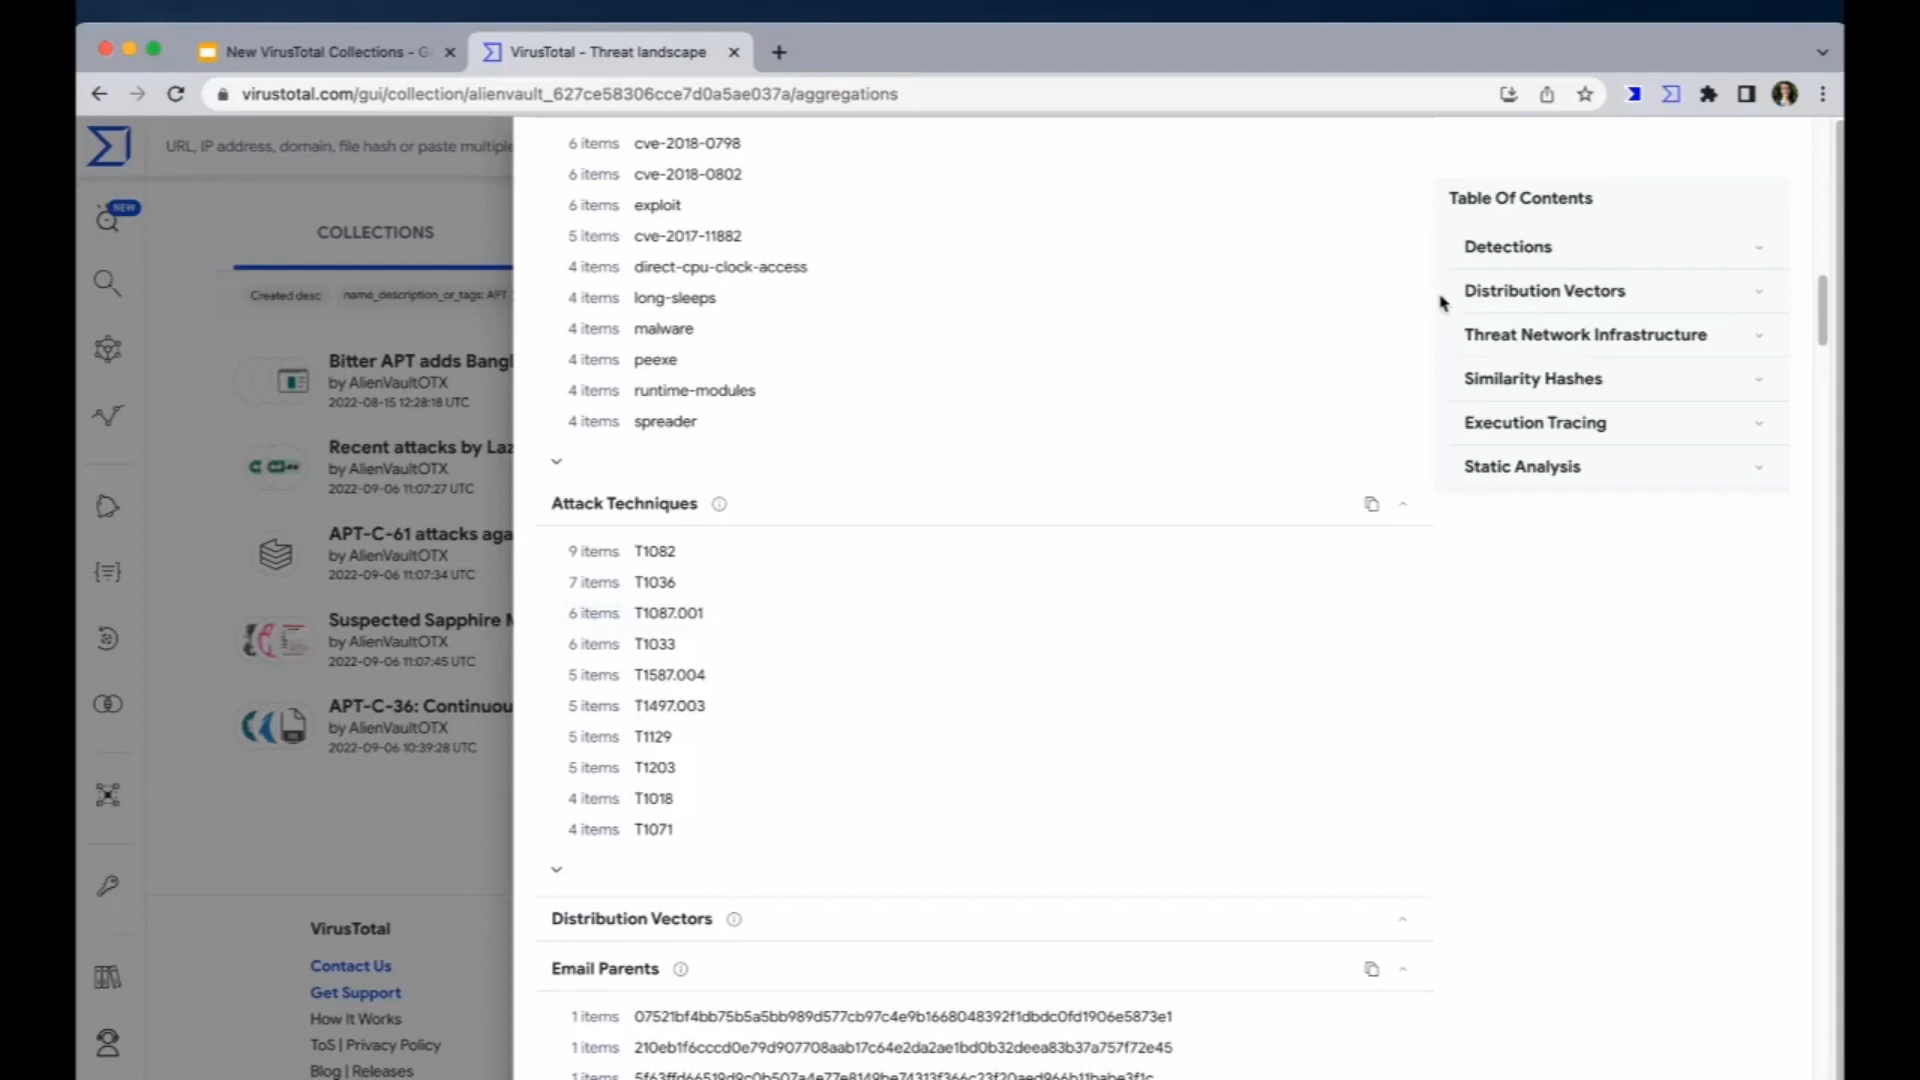 New VirusTotal Collections - G
VirusTotal - Threat landscape
virustotal.com/gui/collection/alienvault_627ce58306cce7d0a5ae037a/aggregations
URL, IP address, domain, file hash or paste multiple
NEW
COLLECTIONS
Created desc name_description_or_tags: APT
Bitter APT adds Bangl
by AlienVaultOTX
2022-08-15 12:28:18 UTC
Recent attacks by Laz
by AlienVaultOTX
2022-09-06 11:07:27 UTC
APT-C-61 attacks aga
by AlienVaultOTX
2022-09-06 11:07:34 UTC
Suspected Sapphire M
by AlienVaultOTX
2022-09-06 11:07:45 UTC
APT-C-36: Continuou
by AlienVaultOTX
2022-09-06 10:39:28 UTC
VirusTotal
Contact Us
Get Support
How It Works
ToS | Privacy Policy
Blog | Releases
6 items cve-2018-0798
6 items cve-2018-0802
6 items exploit
5 items cve-2017-11882
4 items direct-cpu-clock-access
4 items long-sleeps
4 items malware
4 items peexe
4 items runtime-modules
4 items spreader
Attack Techniques
9 items T1082
7 items T1036
6 items T1087.001
6 items T1033
5 items T1587.004
5 items T1497.003
5 items T1129
5 items T1203
4 items T1018
4 items T1071
Distribution Vectors
Email Parents
1 items 07521bf4bb75b5a5bb989d577cb97c4e9b1668048392f1dbdc0fd1906e5873e1
1 items 210eb1f6cccd0e79d907708aab17c64e2da2ae1bd0b32deea83b37a757f72e45
1 items
Table Of Contents
Detections
Distribution Vectors
Threat Network Infrastructure
Similarity Hashes
Execution Tracing
Static Analysis